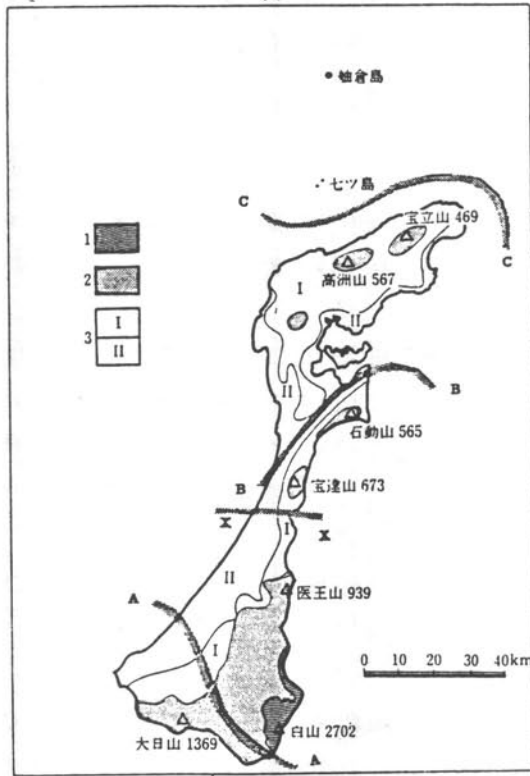 舳倉島
七ツ島
C
宝立山 469
C
1
高洲山 567
I
2
II
3 I
II
II
B
石動山 565
B
宝達山 673
X
X
I
II
医王山 939
A
I
0 10 20 30 40km
白山 2702
大日山 1369
A